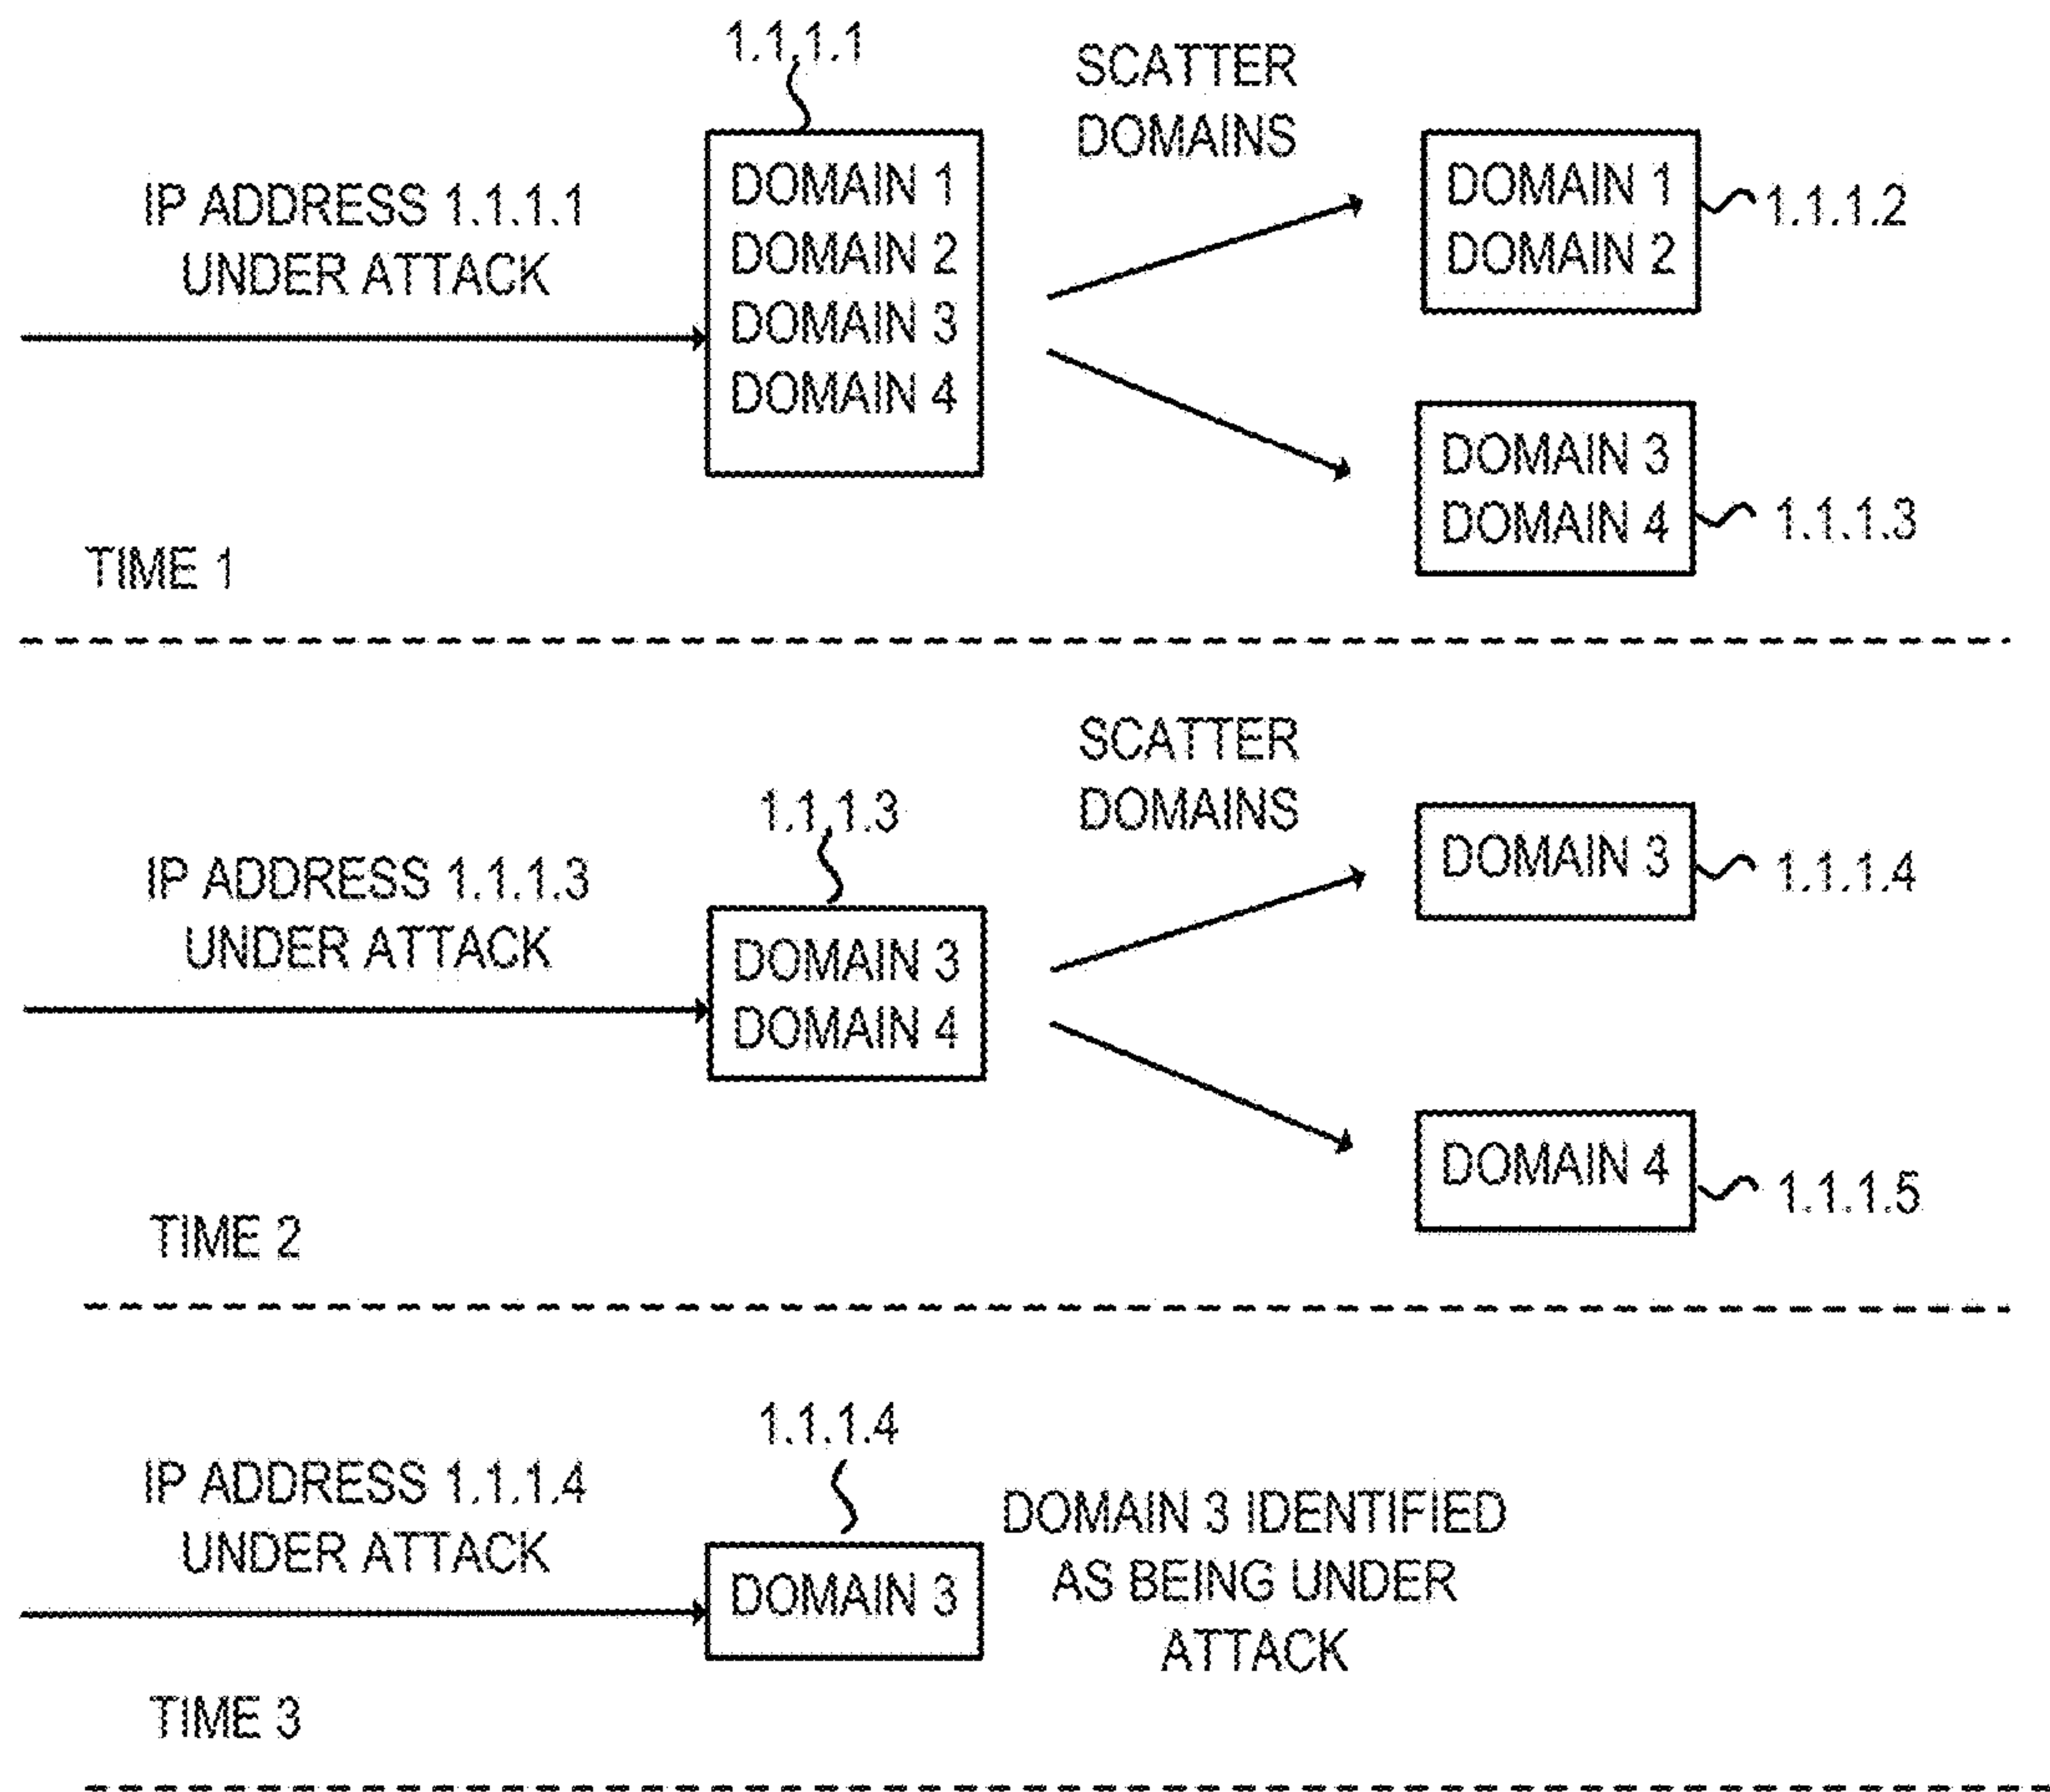 1.1.1.1
SCATTER
DOMAINS
IP ADDRESS 1.1.1.1
UNDER ATTACK
DOMAIN 1
DOMAIN 2
DOMAIN 3
DOMAIN 4
DOMAIN 1
DOMAIN 2
1.1.1.2
DOMAIN 3
DOMAIN 4
1.1.1.3
TIME 1
SCATTER
DOMAINS
1.1.1.3
IP ADDRESS 1.1.1.3
UNDER ATTACK
DOMAIN 3
DOMAIN 4
DOMAIN 3
1.1.1.4
DOMAIN 4
1.1.1.5
TIME 2
1.1.1.4
IP ADDRESS 1.1.1.4
UNDER ATTACK
DOMAIN 3
DOMAIN 3 IDENTIFIED
AS BEING UNDER
ATTACK
TIME 3